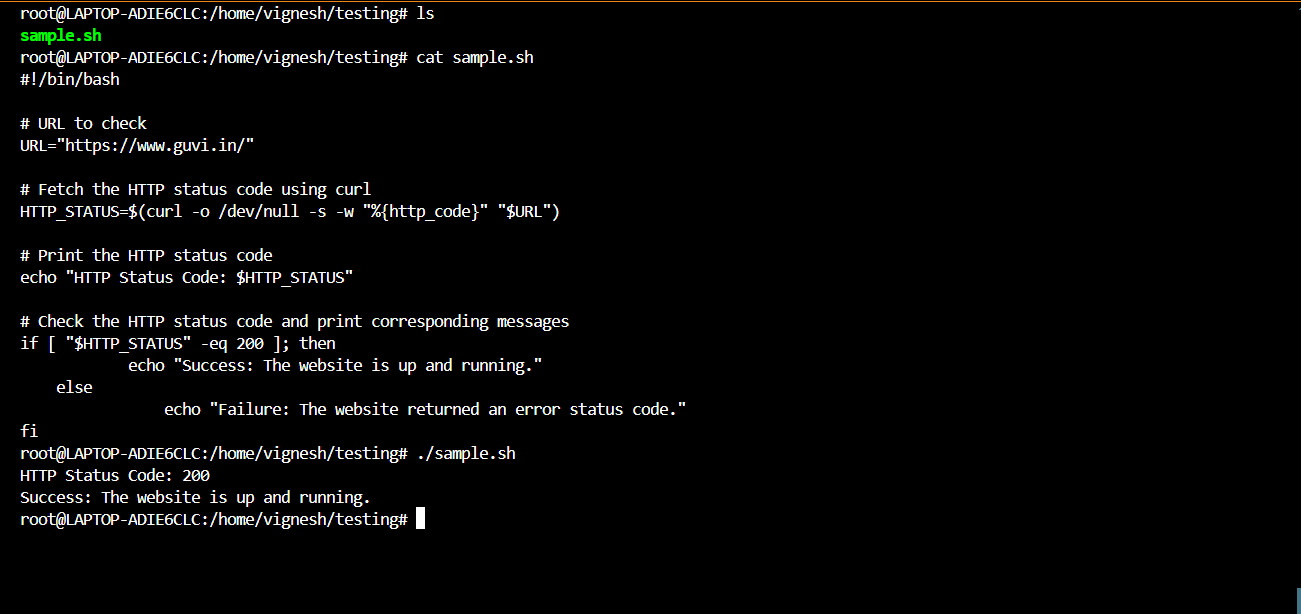 root@LAPTOP-ADIE6CLC:/home/vignesh/testing# ls
sample.sh
root@LAPTOP-ADIE6CLC:/home/vignesh/testing# cat sample.sh
#!/bin/bash

# URL to check
URL="https://www.guvi.in/"

# Fetch the HTTP status code using curl
HTTP_STATUS=$(curl -o /dev/null -s -w "%{http_code}" "$URL")

# Print the HTTP status code
echo "HTTP Status Code: $HTTP_STATUS"

# Check the HTTP status code and print corresponding messages
if [ "$HTTP_STATUS" -eq 200 ]; then
            echo "Success: The website is up and running."
    else
                echo "Failure: The website returned an error status code."
fi
root@LAPTOP-ADIE6CLC:/home/vignesh/testing# ./sample.sh
HTTP Status Code: 200
Success: The website is up and running.
root@LAPTOP-ADIE6CLC:/home/vignesh/testing#